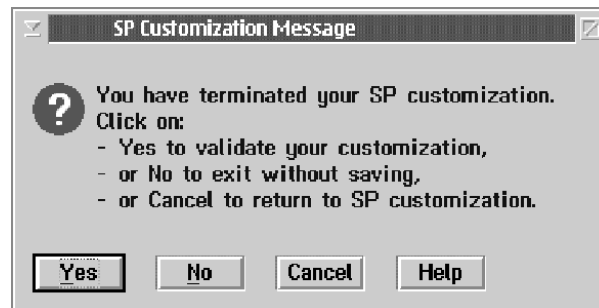 SP Customization Message
You have terminated your SP customization.
Click on:
- Yes to validate your customization,
- or No to exit without saving,
- or Cancel to return to SP customization.
Yes No Cancel Help